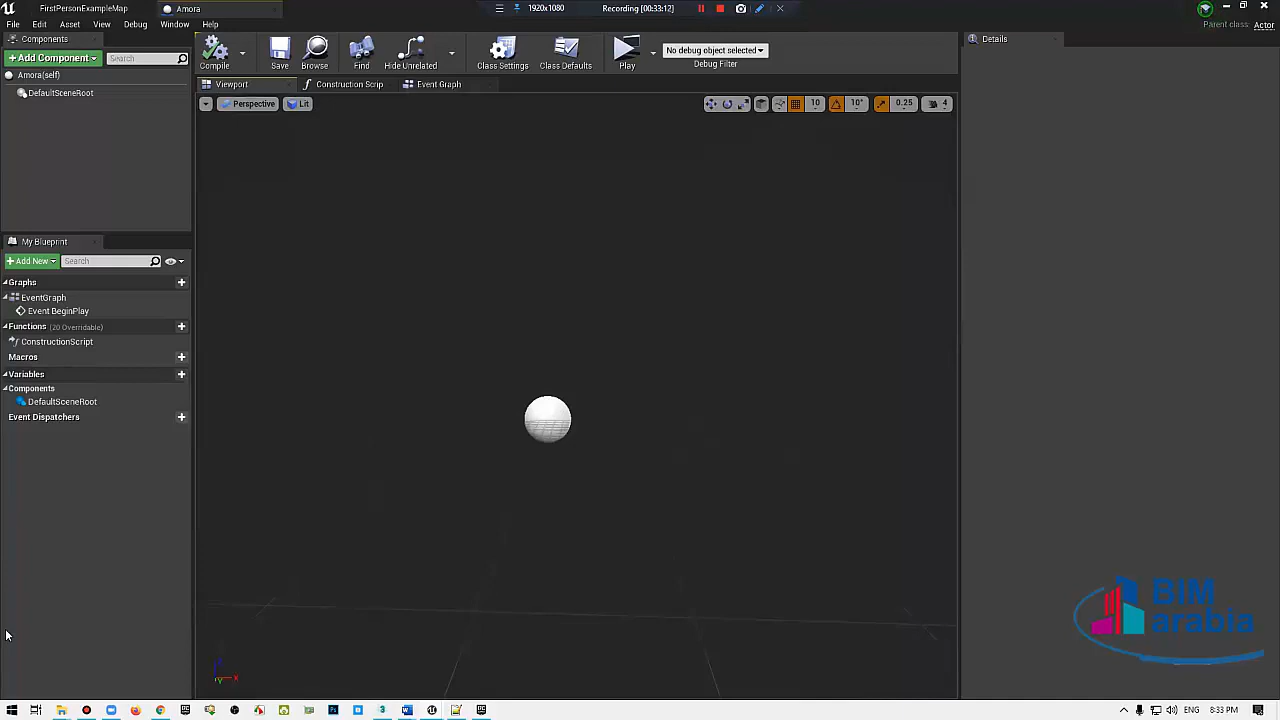 FirstPersonExampleMap
Amora
1920x1080
Recording [00:33:12]
File Edit Asset View Debug Window Help
Parent class: Actor
Components
Details
+Add Component
Search
Amora(self)
DefaultSceneRoot
Compile
Save
Browse
Find
Hide Unrelated
Class Settings
Class Defaults
Play
No debug object selected
Debug Filter
Viewport
Construction Scrip
Event Graph
Perspective
Lit
10
10°
0.25
4
My Blueprint
+Add New
Search
Graphs
EventGraph
Event BeginPlay
Functions (20 Overridable)
ConstructionScript
Macros
Variables
Components
DefaultSceneRoot
Event Dispatchers
BIM
arabia
ENG
8:33 PM